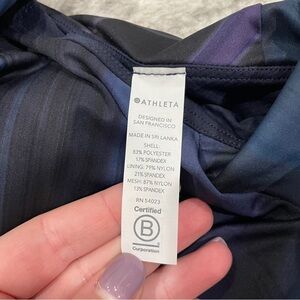 ATHLETA
DESIGNED IN
SAN FRANCISCO
MADE IN SRI LANKA
SHELL:
83% POLYESTER
17% SPANDEX
LINING: 79% NYLON
21% SPANDEX
MESH: 87% NYLON
13% SPANDEX
RN 54023
Certified
B
Corporation